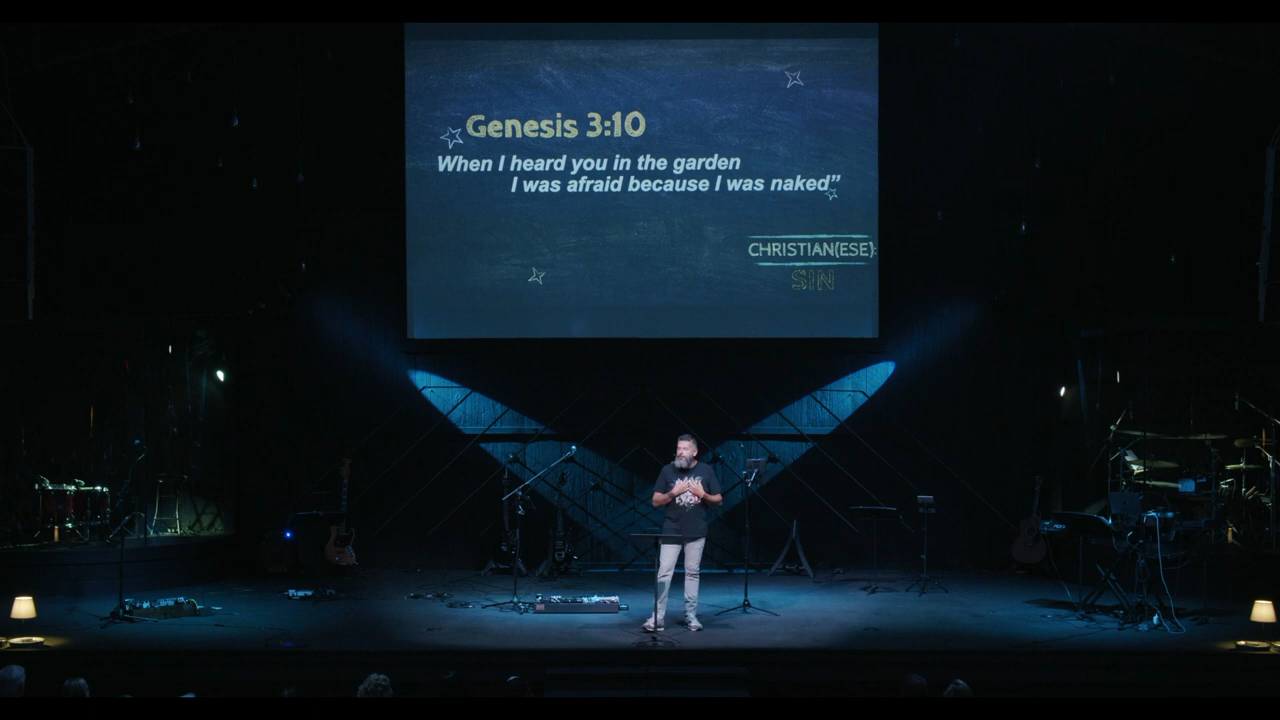 Genesis 3:10
When I heard you in the garden
I was afraid because I was naked”
CHRISTIAN(ESE):
SIN